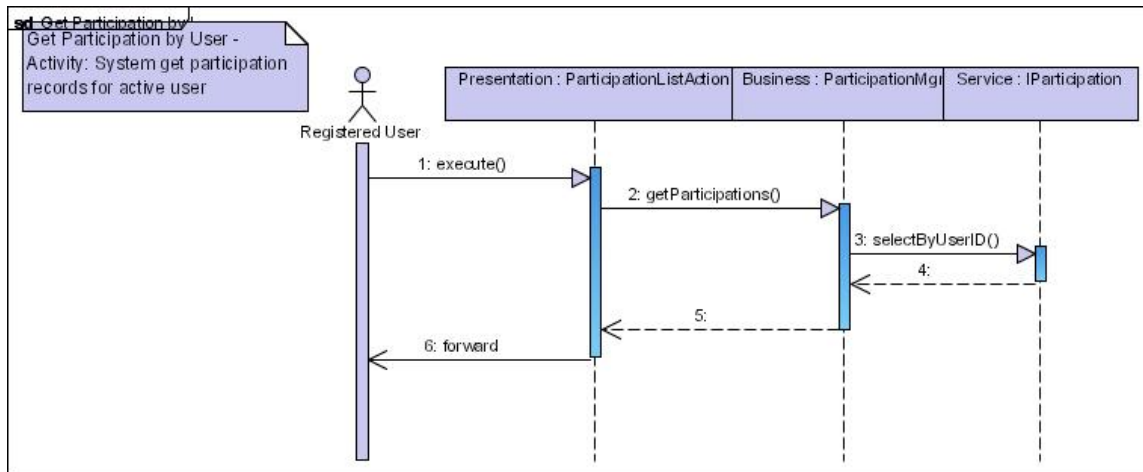 sd Get Participation by
Get Participation by User -
Activity: System get participation
records for active user
Presentation : ParticipationListAction
Business : ParticipationMgr
Service : IParticipation
Registered User
1: execute()
2: getParticipations()
3: selectByUserID()
4:
5:
6: forward